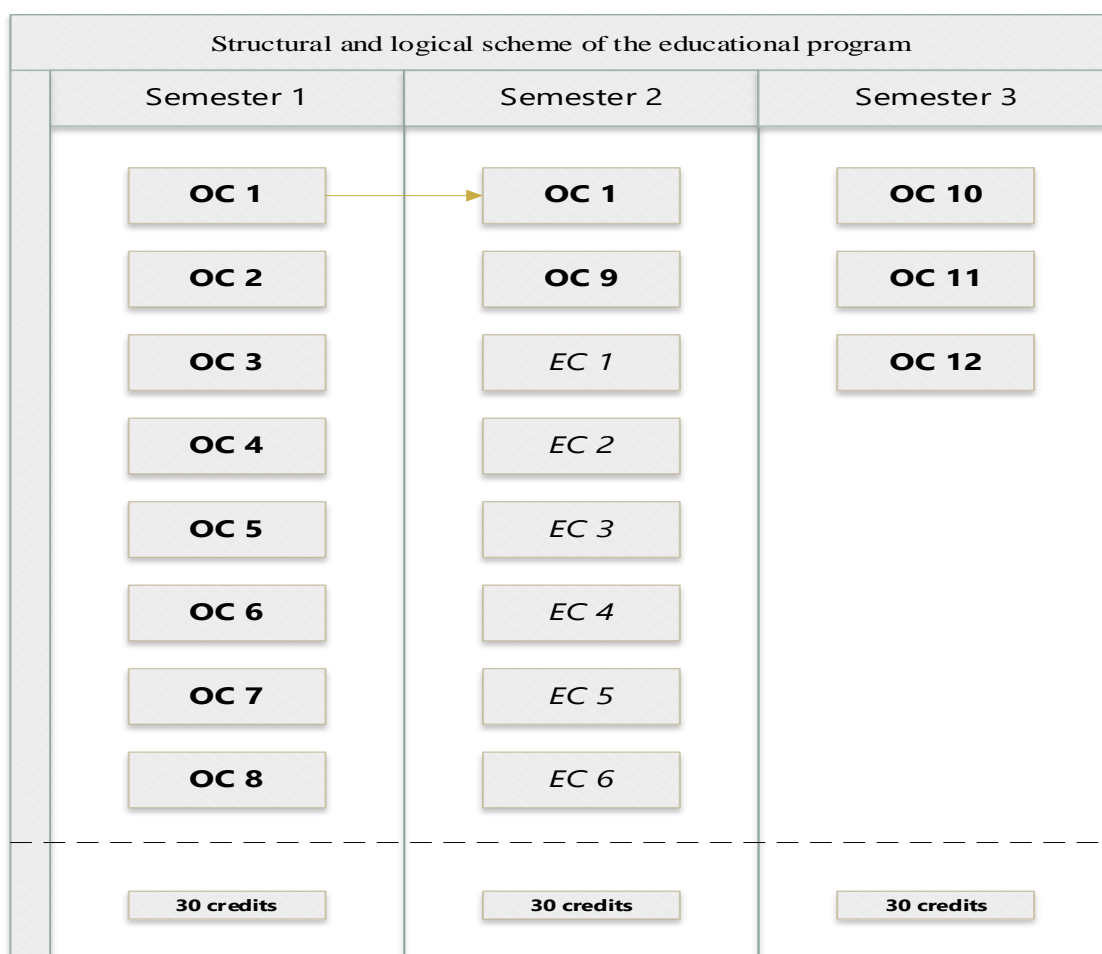 Structural and logical scheme of the educational program
Semester 1 Semester 2 Semester 3
OC 1 OC 1 OC 10
OC 2 OC 9 OC 11
OC 3 EC 1 OC 12
OC 4 EC 2
OC 5 EC 3
OC 6 EC 4
OC 7 EC 5
OC 8 EC 6
30 credits 30 credits 30 credits